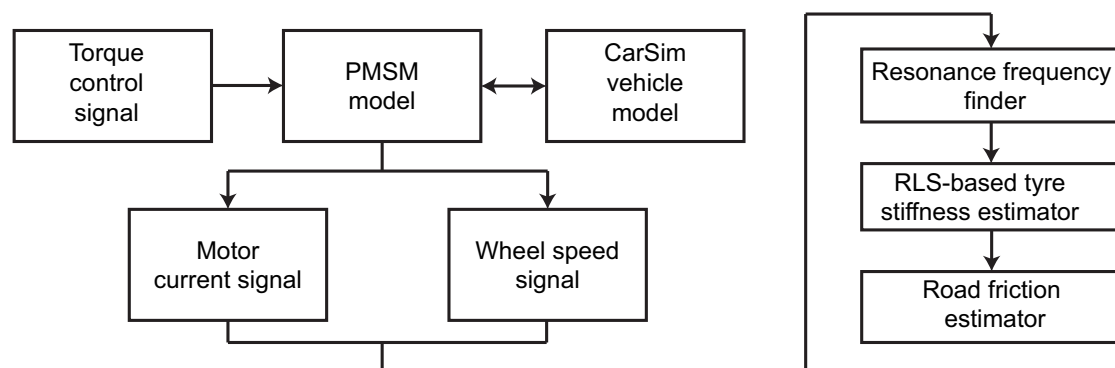 Torque
control
signal
PMSM
model
CarSim
vehicle
model
Motor
current signal
Wheel speed
signal
Resonance frequency
finder
RLS-based tyre
stiffness estimator
Road friction
estimator